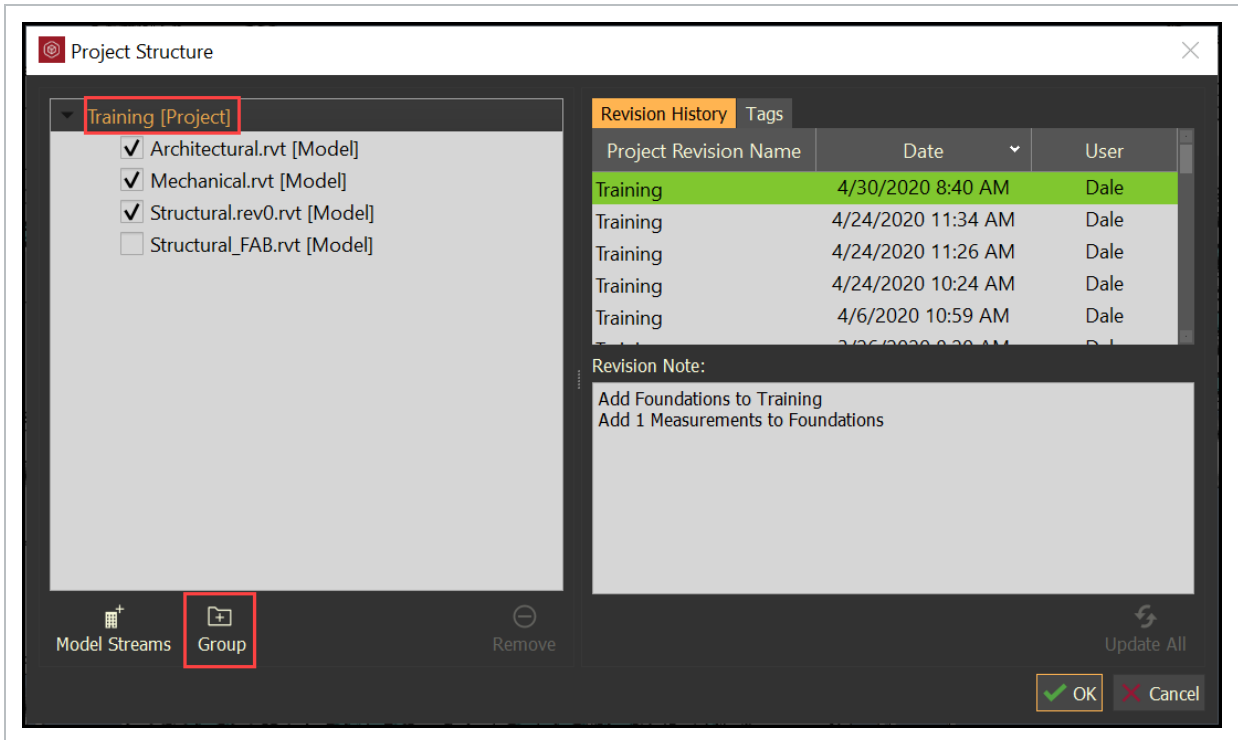 Project Structure
Training [Project]
Architectural.rvt [Model]
Mechanical.rvt [Model]
Structural.rev0.rvt [Model]
Structural_FAB.rvt [Model]
Model Streams Group Remove
Revision History Tags
Project Revision Name Date User
Training 4/30/2020 8:40 AM Dale
Training 4/24/2020 11:34 AM Dale
Training 4/24/2020 11:26 AM Dale
Training 4/24/2020 10:24 AM Dale
Training 4/6/2020 10:59 AM Dale
Revision Note:
Add Foundations to Training
Add 1 Measurements to Foundations
Update All
OK Cancel